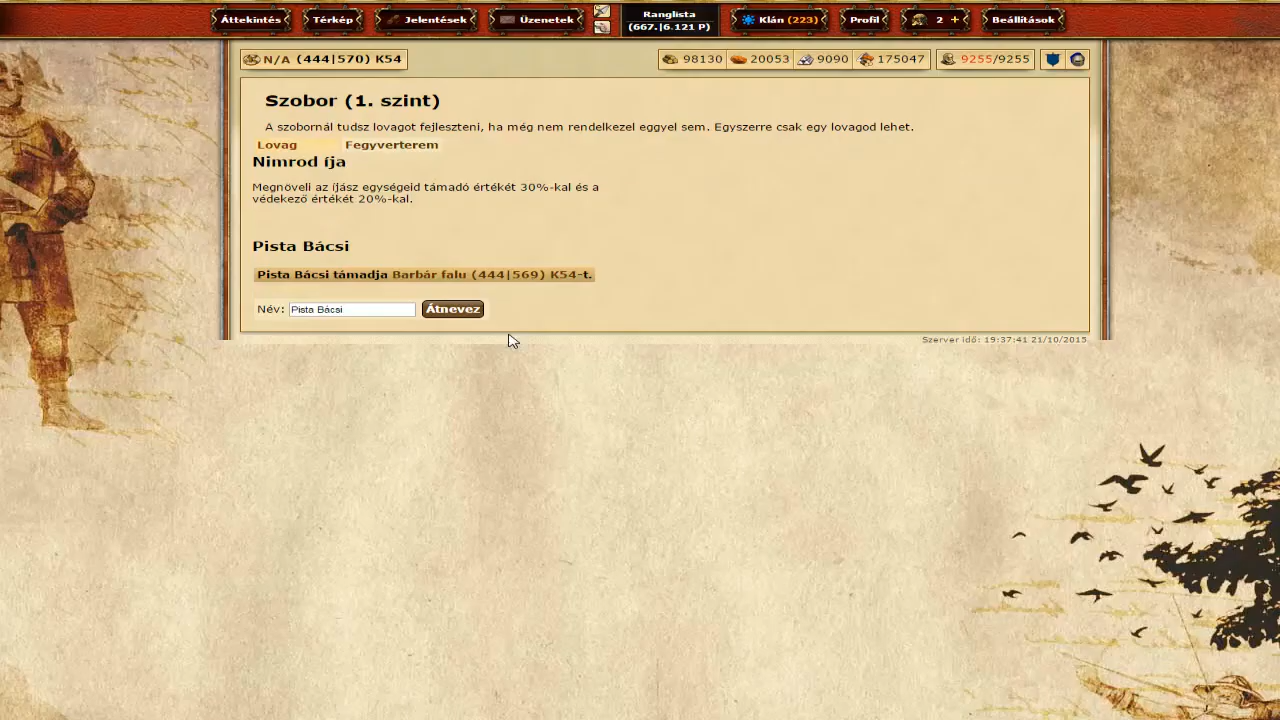 Áttekintés
Térkép
Jelentések
Üzenetek
Ranglista
(667.|6.121 P)
Klán (223)
Profil
2 +
Beállítások
N/A (444|570) K54
98130
20053
9090
175047
9255/9255
Szobor (1. szint)
A szobornál tudsz lovagot fejleszteni, ha még nem rendelkezel eggyel sem. Egyszerre csak egy lovagod lehet.
Lovag
Fegyverterem
Nimrod íja
Megnöveli az íjász egységeid támadó értékét 30%-kal és a
védekező értékét 20%-kal.
Pista Bácsi
Pista Bácsi támadja Barbár falu (444|569) K54-t.
Név: Pista Bácsi Átnevez
Szerver idő: 19:37:41 21/10/2015